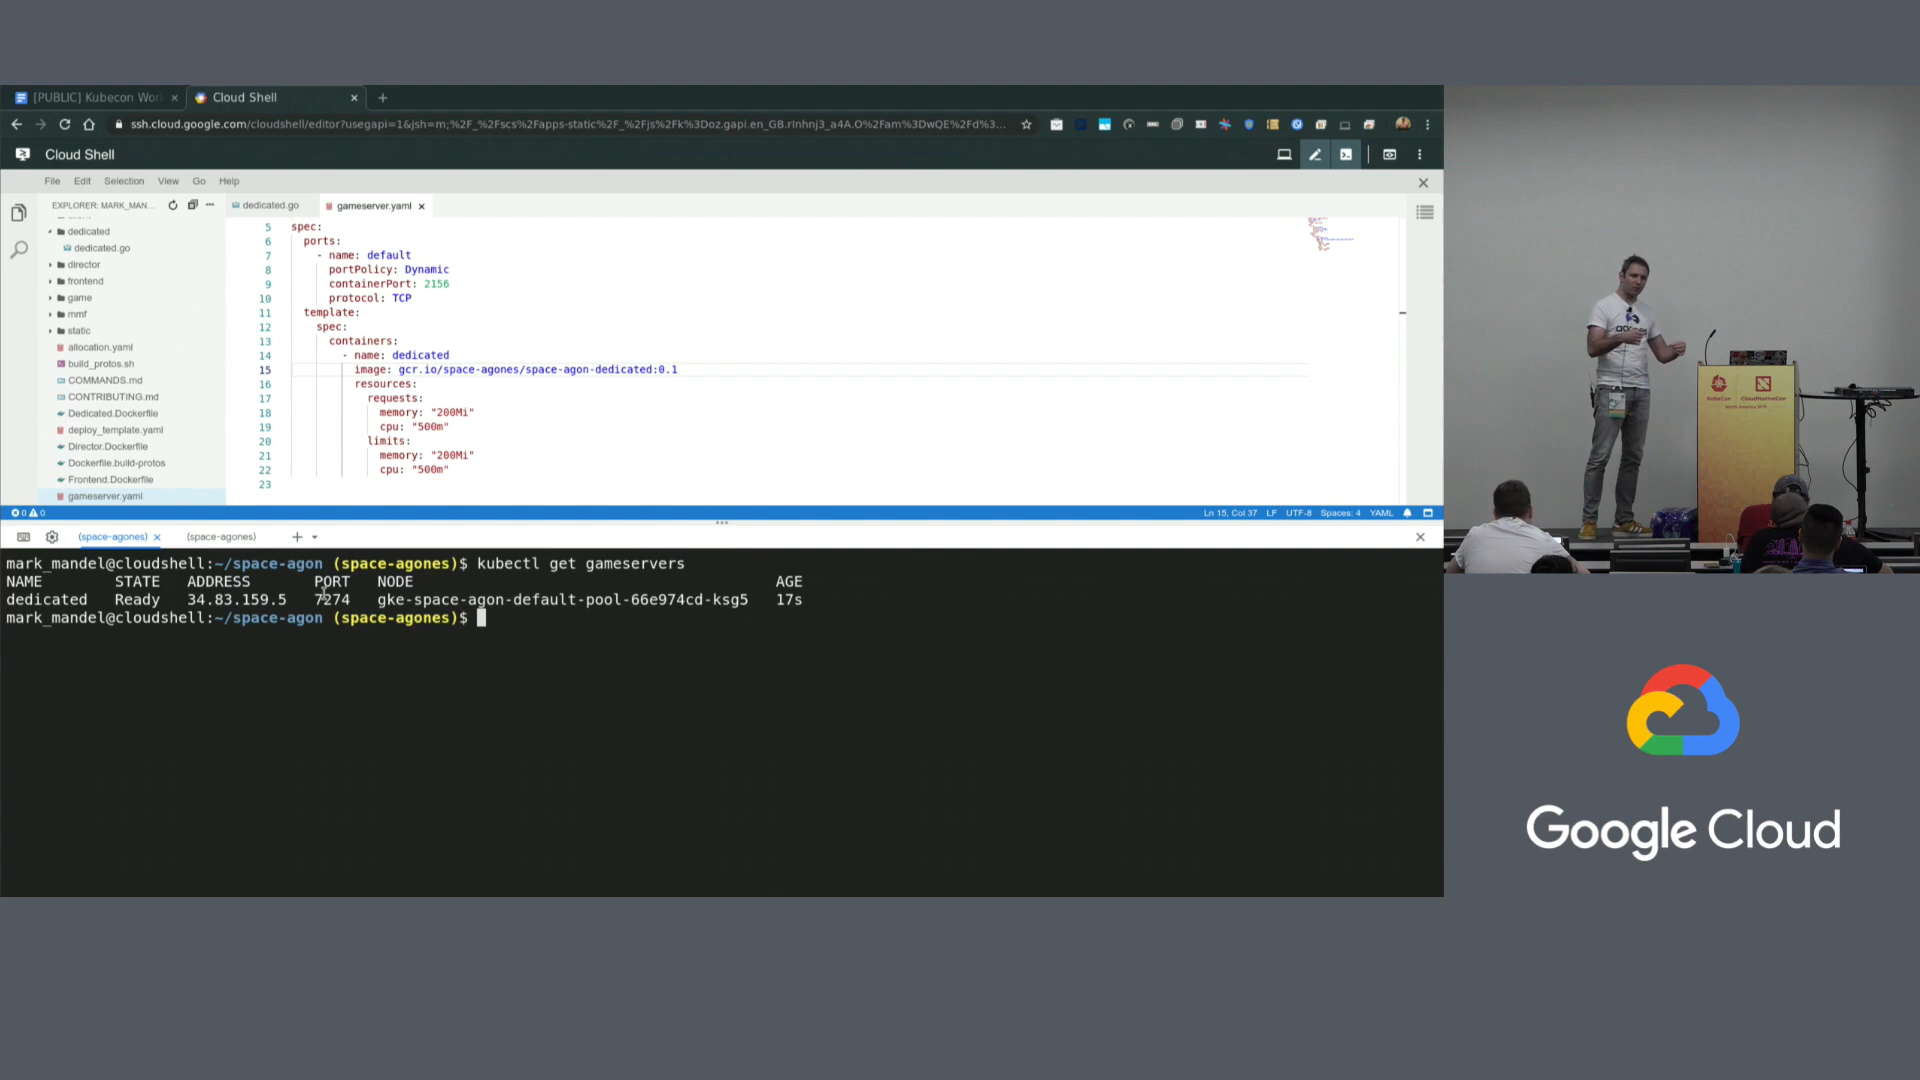 [PUBLIC] Kubecon Wor
Cloud Shell
ssh.cloud.google.com/cloudshell/editor?usegapi=1&jsh=m;%2F_%2Fscs%2Fapps-static%2F_%2Fjs%2Fk%3Doz.gapi.en_GB.rInhnj3_a4A.O%2Fam%3DwQE%2Fd%3...
Cloud Shell
File Edit Selection View Go Help
EXPLORER: MARK_MAN...
dedicated
dedicated.go
director
frontend
game
mmf
static
allocation.yaml
build_protos.sh
COMMANDS.md
CONTRIBUTING.md
Dedicated.Dockerfile
deploy_template.yaml
Director.Dockerfile
Dockerfile.build-protos
Frontend.Dockerfile
gameserver.yaml
dedicated.go
gameserver.yaml
5 spec:
6 ports:
7 - name: default
8 portPolicy: Dynamic
9 containerPort: 2156
10 protocol: TCP
11 template:
12 spec:
13 containers:
14 - name: dedicated
15 image: gcr.io/space-agones/space-agon-dedicated:0.1
16 resources:
17 requests:
18 memory: "200Mi"
19 cpu: "500m"
20 limits:
21 memory: "200Mi"
22 cpu: "500m"
23
0 0
Ln 15, Col 37 LF UTF-8 Spaces: 4 YAML
(space-agones) (space-agones)
mark_mandel@cloudshell:~/space-agon (space-agones)$ kubectl get gameservers
NAME STATE ADDRESS PORT NODE AGE
dedicated Ready 34.83.159.5 7274 gke-space-agon-default-pool-66e974cd-ksg5 17s
mark_mandel@cloudshell:~/space-agon (space-agones)$
KubeCon CloudNativeCon
North America 2019
Google Cloud